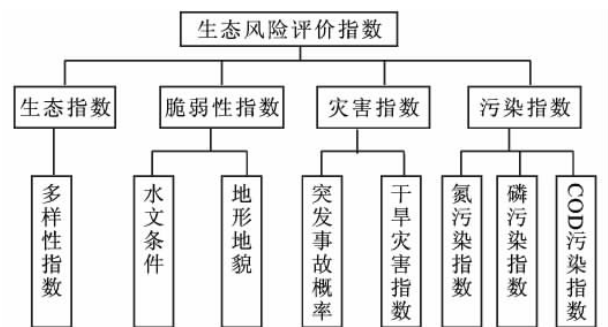 生态风险评价指数
生态指数
脆弱性指数
灾害指数
污染指数
多样性指数
水文条件
地形地貌
突发事故概率
干旱灾害指数
氮污染指数
磷污染指数
COD污染指数